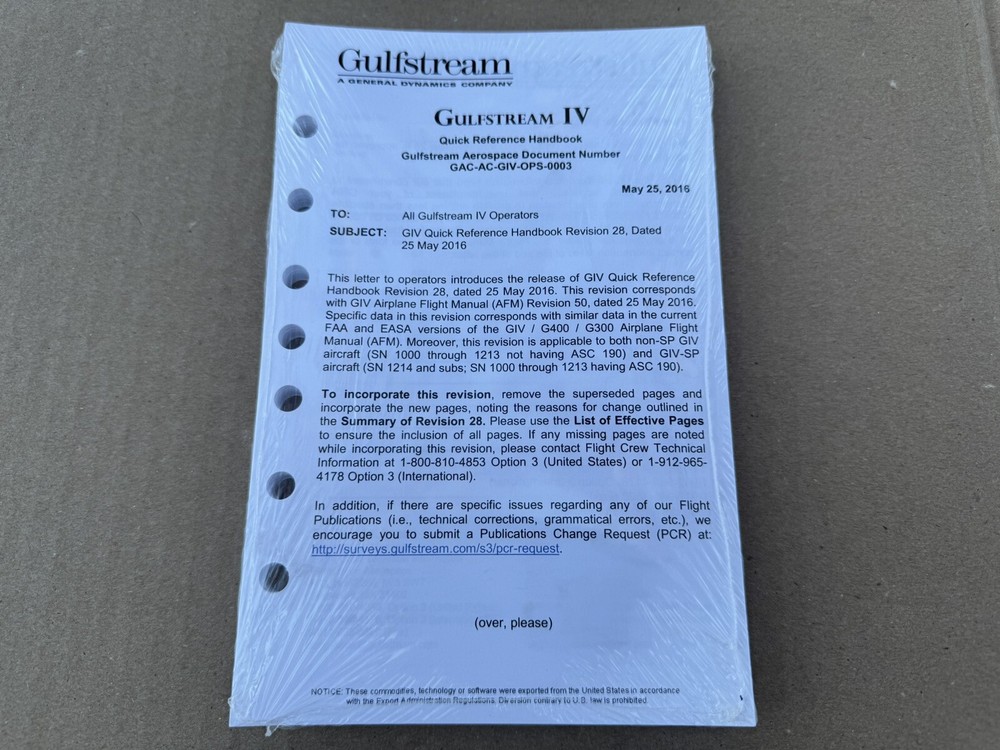 Gulfstream
A GENERAL DYNAMICS COMPANY
GULFSTREAM IV
Quick Reference Handbook
Gulfstream Aerospace Document Number
GAC-AC-GIV-OPS-0003
May 25, 2016
TO: All Gulfstream IV Operators
SUBJECT: GIV Quick Reference Handbook Revision 28, Dated
25 May 2016
This letter to operators introduces the release of GIV Quick Reference
Handbook Revision 28, dated 25 May 2016. This revision corresponds
with GIV Airplane Flight Manual (AFM) Revision 50, dated 25 May 2016.
Specific data in this revision corresponds with similar data in the current
FAA and EASA versions of the GIV / G400 / G300 Airplane Flight
Manual (AFM). Moreover, this revision is applicable to both non-SP GIV
aircraft (SN 1000 through 1213 not having ASC 190) and GIV-SP
aircraft (SN 1214 and subs; SN 1000 through 1213 having ASC 190).
To incorporate this revision, remove the superseded pages and
incorporate the new pages, noting the reasons for change outlined in
the Summary of Revision 28. Please use the List of Effective Pages
to ensure the inclusion of all pages. If any missing pages are noted
while incorporating this revision, please contact Flight Crew Technical
Information at 1-800-810-4853 Option 3 (United States) or 1-912-965-
4178 Option 3 (International).
In addition, if there are specific issues regarding any of our Flight
Publications (i.e., technical corrections, grammatical errors, etc.), we
encourage you to submit a Publications Change Request (PCR) at:
http://surveys.gulfstream.com/s3/pcr-request.
(over, please)
NOTICE: These commodities, technology or software were exported from the United States in accordance
with the Export Administration Regulations. Diversion contrary to U.S. law is prohibited.